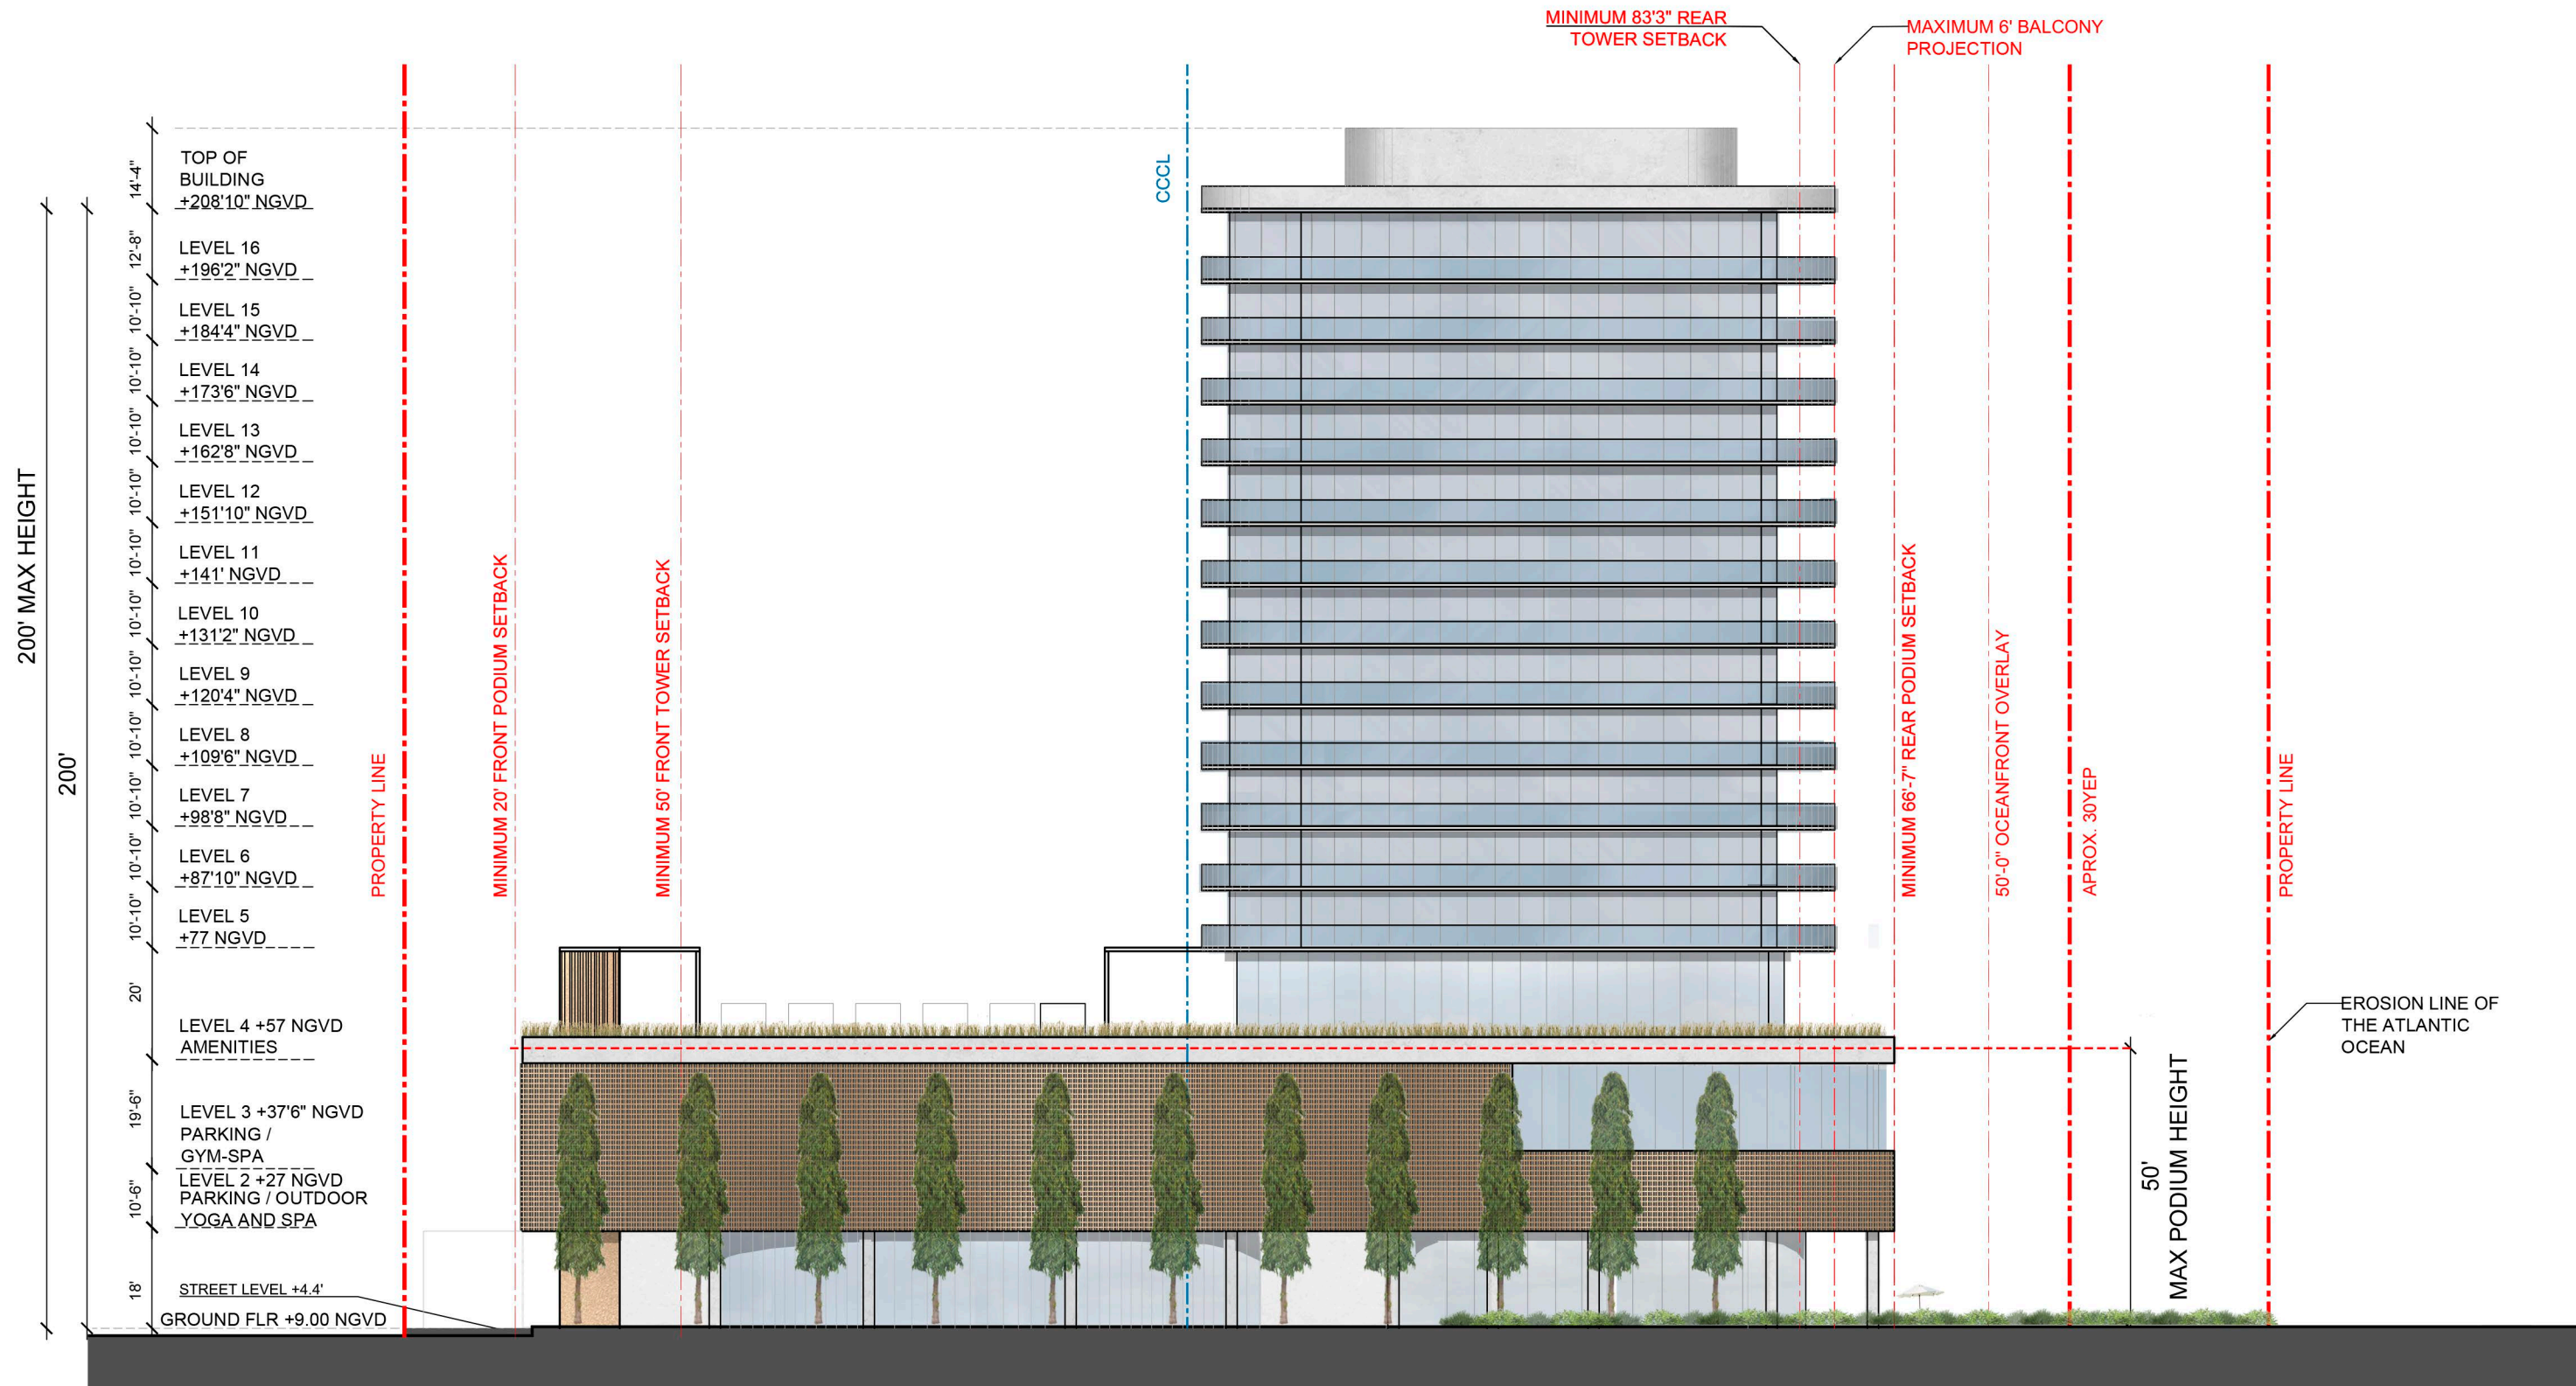 MINIMUM 83'3" REAR
TOWER SETBACK
MAXIMUM 6' BALCONY
PROJECTION
TOP OF
BUILDING
+208'10" NGVD
LEVEL 16
+196'2" NGVD
LEVEL 15
+184'4" NGVD
LEVEL 14
+173'6" NGVD
LEVEL 13
+162'8" NGVD
LEVEL 12
+151'10" NGVD
LEVEL 11
+141' NGVD
LEVEL 10
+131'2" NGVD
LEVEL 9
+120'4" NGVD
LEVEL 8
+109'6" NGVD
LEVEL 7
+98'8" NGVD
LEVEL 6
+87'10" NGVD
LEVEL 5
+77 NGVD
LEVEL 4 +57 NGVD
AMENITIES
LEVEL 3 +37'6" NGVD
PARKING /
GYM-SPA
LEVEL 2 +27 NGVD
PARKING / OUTDOOR
YOGA AND SPA
STREET LEVEL +4.4'
GROUND FLR +9.00 NGVD
200' MAX HEIGHT
200'
14'-4"
12'-8"
10'-10"
10'-10"
10'-10"
10'-10"
10'-10"
10'-10"
10'-10"
10'-10"
10'-10"
10'-10"
10'-10"
20'
19'-6"
10'-6"
18'
PROPERTY LINE
MINIMUM 20' FRONT PODIUM SETBACK
MINIMUM 50' FRONT TOWER SETBACK
CCCL
MINIMUM 66'-7" REAR PODIUM SETBACK
50'-0" OCEANFRONT OVERLAY
APROX. 30YEP
PROPERTY LINE
EROSION LINE OF
THE ATLANTIC
OCEAN
50'
MAX PODIUM HEIGHT